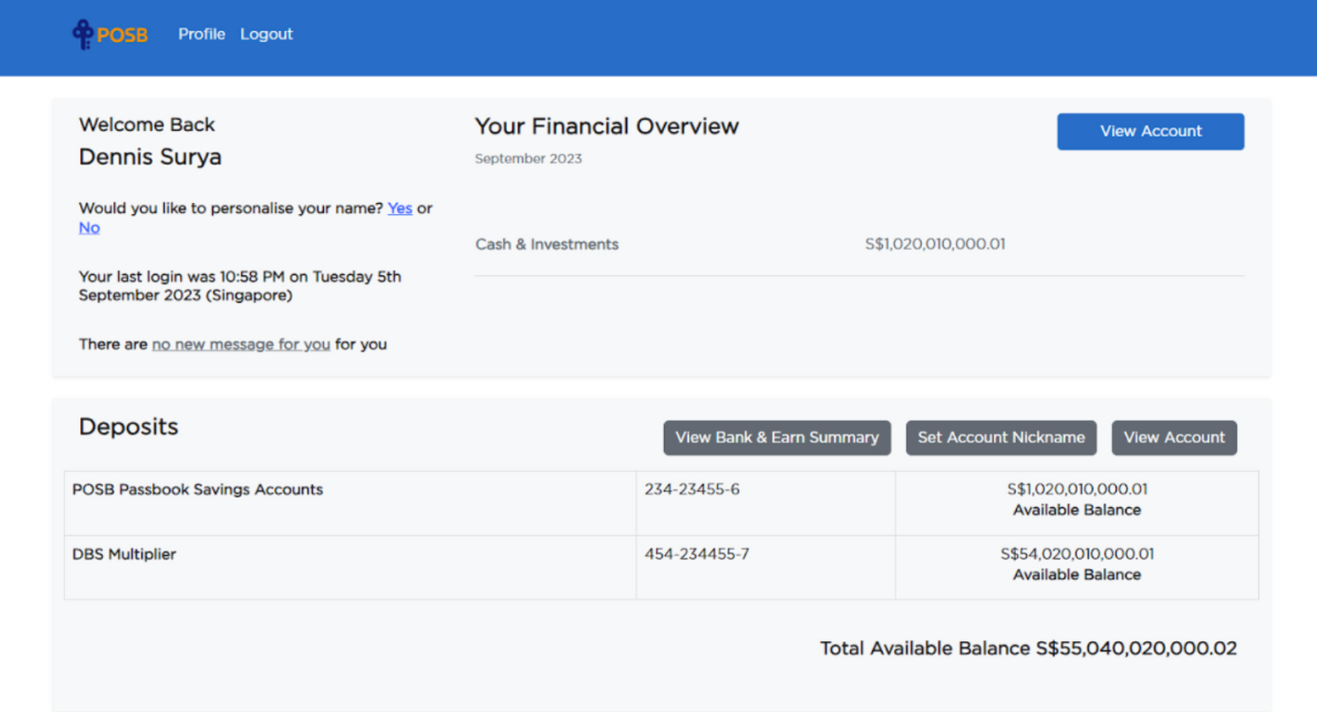 POSB Profile Logout
Welcome Back
Dennis Surya
Would you like to personalise your name? Yes or
No
Your last login was 10:58 PM on Tuesday 5th
September 2023 (Singapore)
There are no new message for you for you
Your Financial Overview
September 2023
View Account
Cash & Investments S$1,020,010,000.01
Deposits
View Bank & Earn Summary Set Account Nickname View Account
POSB Passbook Savings Accounts 234-23455-6 S$1,020,010,000.01
Available Balance
DBS Multiplier 454-234455-7 S$54,020,010,000.01
Available Balance
Total Available Balance S$55,040,020,000.02